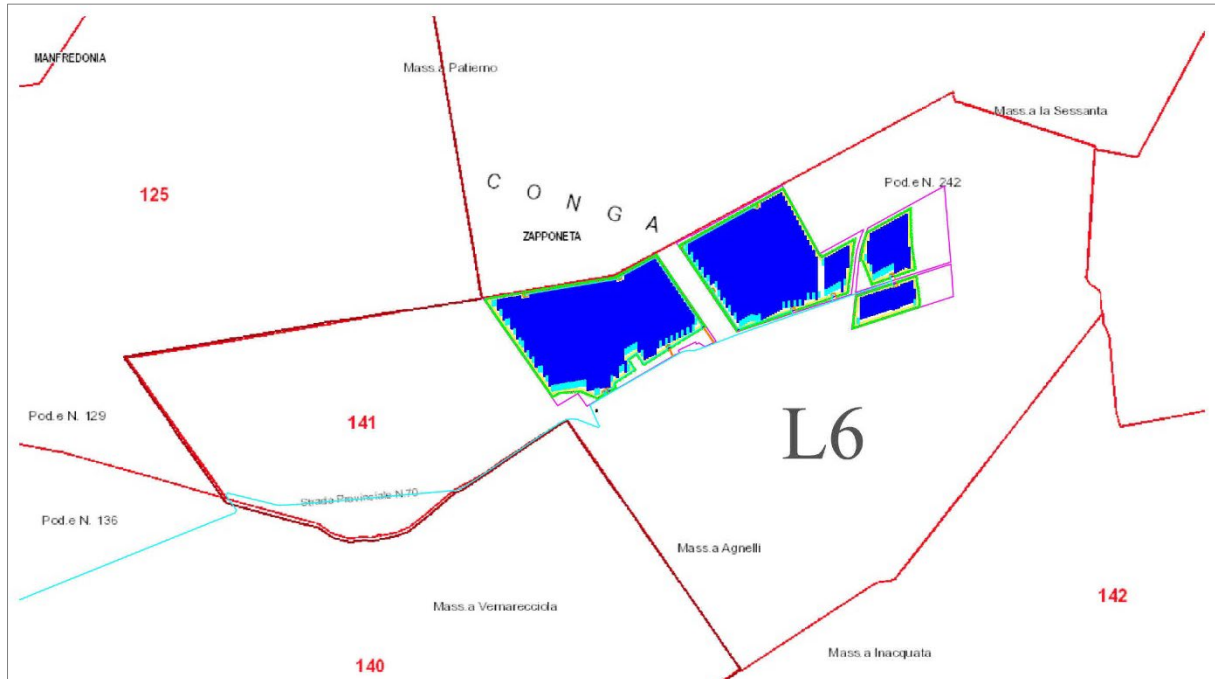 MANFREDONIA
Mass.a Patierno
Mass.a la Sessanta
125
CONGA
Pod.e N. 242
ZAPPONETA
Pod.e N. 129
141
L6
Strada Provinciale N.70
Pod.e N. 136
Mass.a Agnelli
Mass.a Vernarecciola
142
Mass.a Inacquata
140